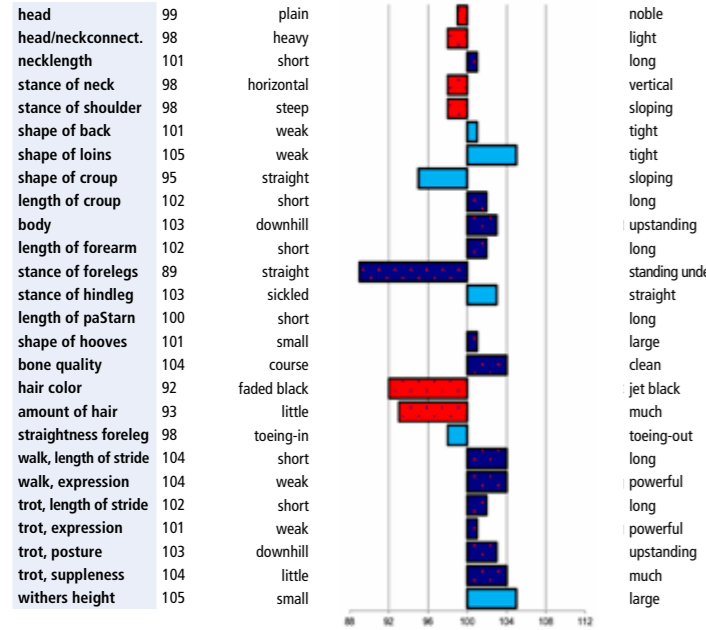 head 99 plain noble
head/neckconnect. 98 heavy light
necklength 101 short long
stance of neck 98 horizontal vertical
stance of shoulder 98 steep sloping
shape of back 101 weak tight
shape of loins 105 weak tight
shape of croup 95 straight sloping
length of croup 102 short long
body 103 downhill upstanding
length of forearm 102 short long
stance of forelegs 89 straight standing unde
stance of hindleg 103 sickled straight
length of paStarn 100 short long
shape of hooves 101 small large
bone quality 104 course clean
hair color 92 faded black jet black
amount of hair 93 little much
straightness foreleg 98 toeing-in toeing-out
walk, length of stride 104 short long
walk, expression 104 weak powerful
trot, length of stride 102 short long
trot, expression 101 weak powerful
trot, posture 103 downhill upstanding
trot, suppleness 104 little much
withers height 105 small large
88 92 96 100 104 108 112